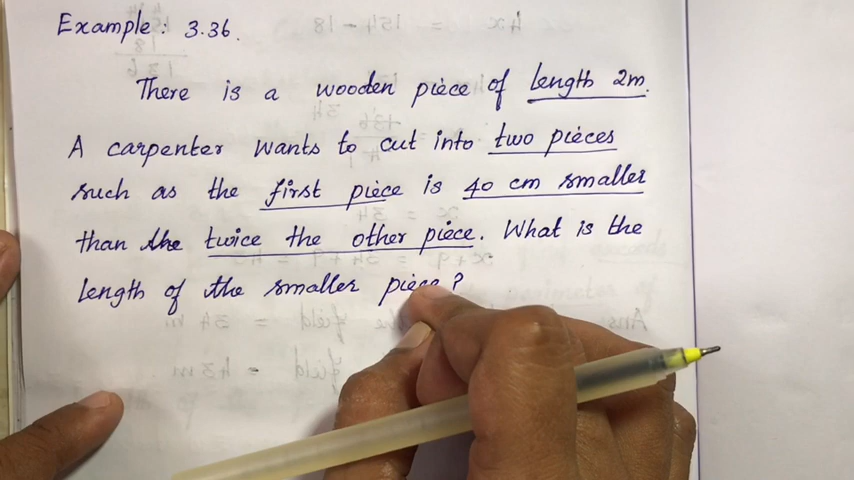 Example: 3.36.
There is a wooden piece of length 2m.
A carpenter wants to cut into two pieces
such as the first piece is 40 cm smaller
than the twice the other piece. What is the
length of the smaller piece?